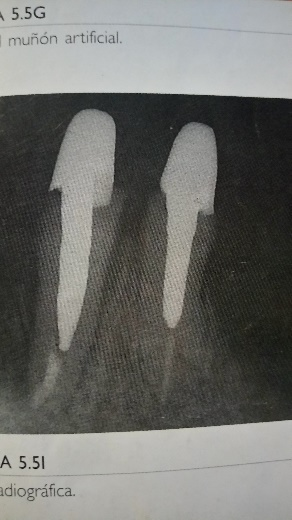 A 5.5G
l muñón artificial.
A 5.5I
adiográfica.